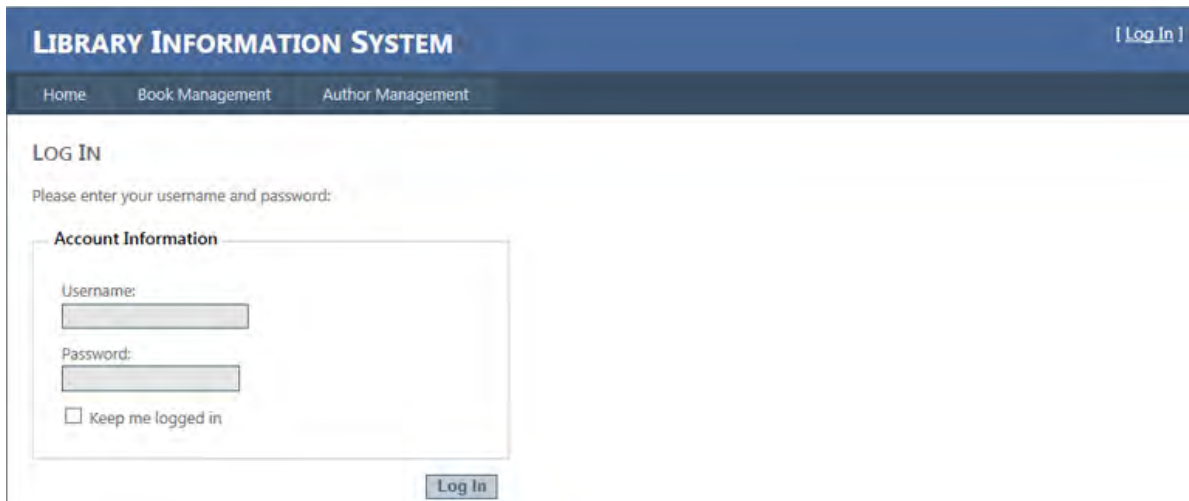 LIBRARY INFORMATION SYSTEM
[ Log In ]
Home Book Management Author Management
LOG IN
Please enter your username and password:
Account Information
Username:
Password:
Keep me logged in
Log In